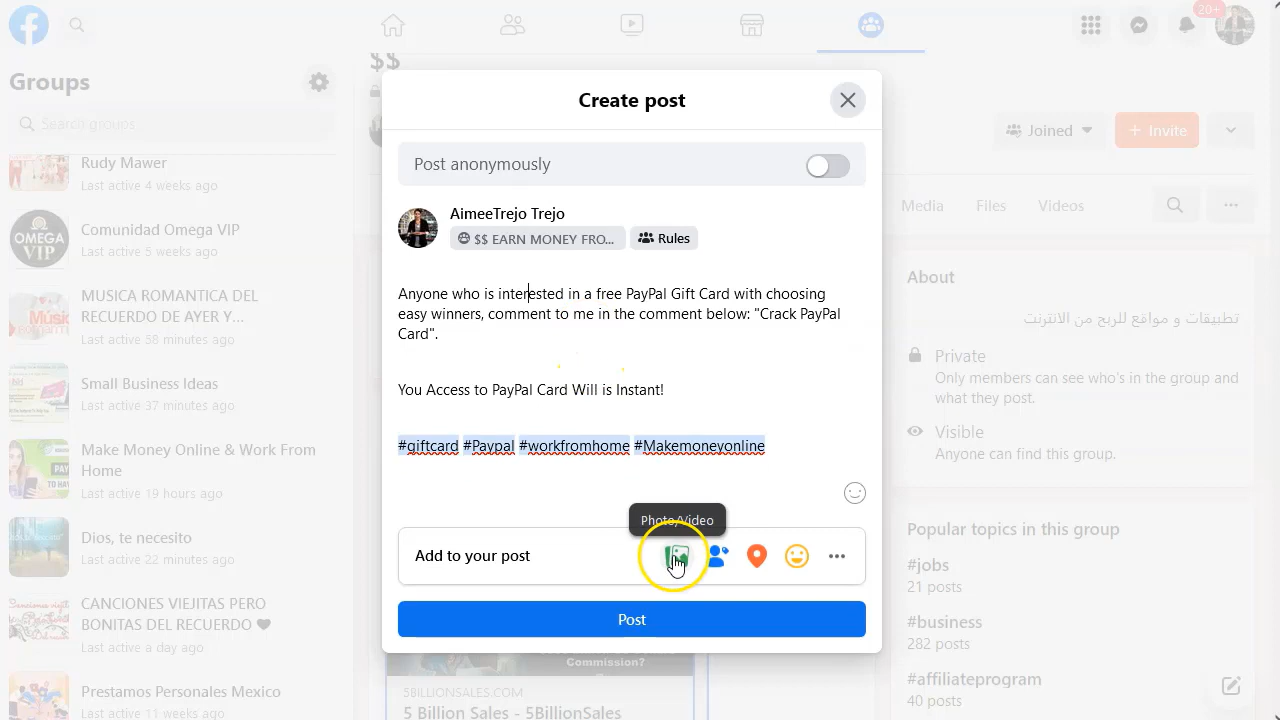 20+
$$
Groups
Search groups
Rudy Mawer
Last active 4 weeks ago
Comunidad Omega VIP
Last active 5 weeks ago
MUSICA RECUERDO DEL
RECUERDO DE AYER Y...
Last active 58 minutes ago
Small Business Ideas
Last active 37 minutes ago
Make Money Online & Work From
Home
Last active 19 hours ago
Dios, te necesito
Last active 22 minutes ago
CANCIONES VIEJITAS PERO
BONITAS DEL RECUERDO
Last active a day ago
Prestamos Personales Mexico
Last active 11 weeks ago
OMEGA
VIP
Create post
Post anonymously
AimeeTrejo Trejo
$$ EARN MONEY FRO...
Rules
Anyone who is interested in a free PayPal Gift Card with choosing
easy winners, comment to me in the comment below: "Crack PayPal
Card".
You Access to PayPal Card Will is Instant!
#giftcard #Paypal #workfromhome #Makemoneyonline
Photo/Video
Add to your post
Post
Commission?
5BILLIONSALES.COM
5 Billion Sales - 5BillionSales
Joined
+ Invite
Media
Files
Videos
About
تطبيقات و مواقع للربح من الانترنت
Private
Only members can see who's in the group and
what they post.
Visible
Anyone can find this group.
Popular topics in this group
#jobs
21 posts
#business
282 posts
#affiliateprogram
40 posts